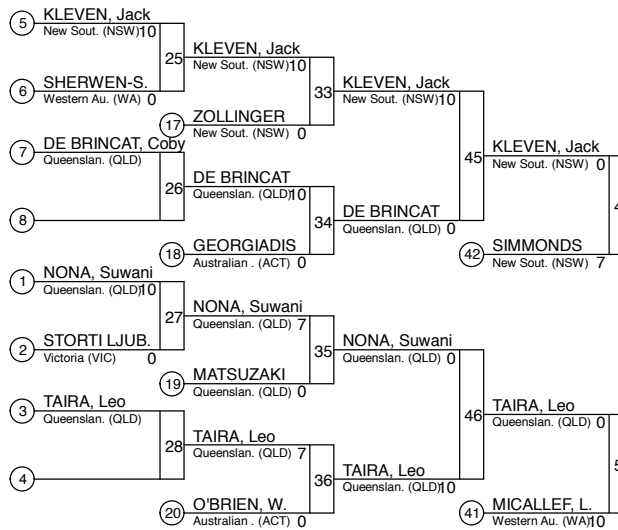 5 KLEVEN, Jack
New Sout. (NSW) 10
25
6 SHERWEN-S.
Western Au. (WA) 0
KLEVEN, Jack
New Sout. (NSW) 10
33
17 ZOLLINGER
New Sout. (NSW) 0
7 DE BRINCAT, Coby
Queenslan. (QLD)
26
8
DE BRINCAT
Queenslan. (QLD) 10
34
18 GEORGIADIS
Australian . (ACT) 0
KLEVEN, Jack
New Sout. (NSW) 10
45
DE BRINCAT
Queenslan. (QLD) 0
KLEVEN, Jack
New Sout. (NSW) 0
42 SIMMONDS
New Sout. (NSW) 7
1 NONA, Suwani
Queenslan. (QLD) 10
27
2 STORTI LJUB.
Victoria (VIC) 0
NONA, Suwani
Queenslan. (QLD) 7
35
19 MATSUZAKI
Queenslan. (QLD) 0
3 TAIRA, Leo
Queenslan. (QLD)
28
4
TAIRA, Leo
Queenslan. (QLD) 7
36
20 O'BRIEN, W.
Australian . (ACT) 0
NONA, Suwani
Queenslan. (QLD) 0
46
TAIRA, Leo
Queenslan. (QLD) 10
TAIRA, Leo
Queenslan. (QLD) 0
41 MICALLEF, L.
Western Au. (WA) 10